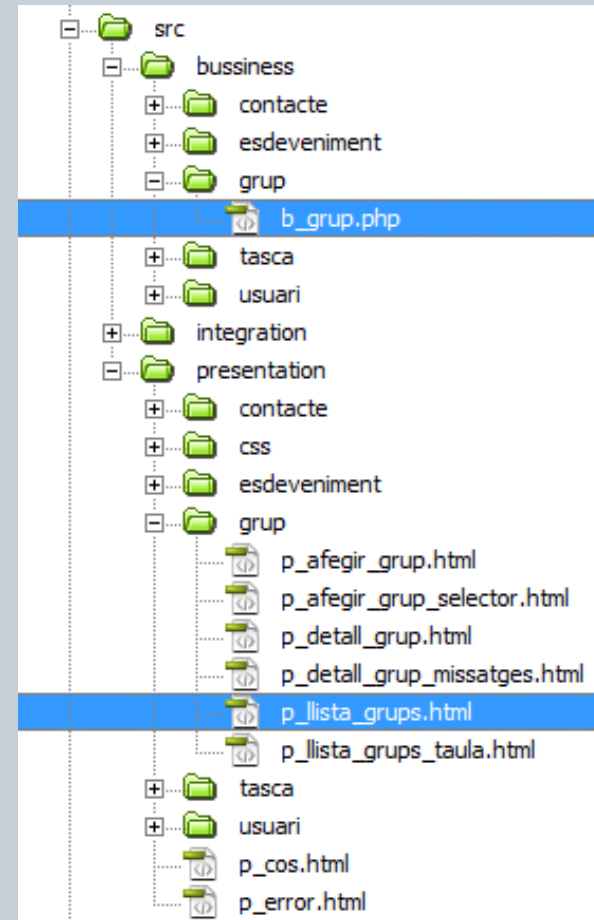 src
bussiness
contacte
esdeveniment
grup
b_grup.php
tasca
usuari
integration
presentation
contacte
css
esdeveniment
grup
p_afegir_grup.html
p_afegir_grup_selector.html
p_detall_grup.html
p_detall_grup_missatges.html
p_llista_grups.html
p_llista_grups_taula.html
tasca
usuari
p_cos.html
p_error.html